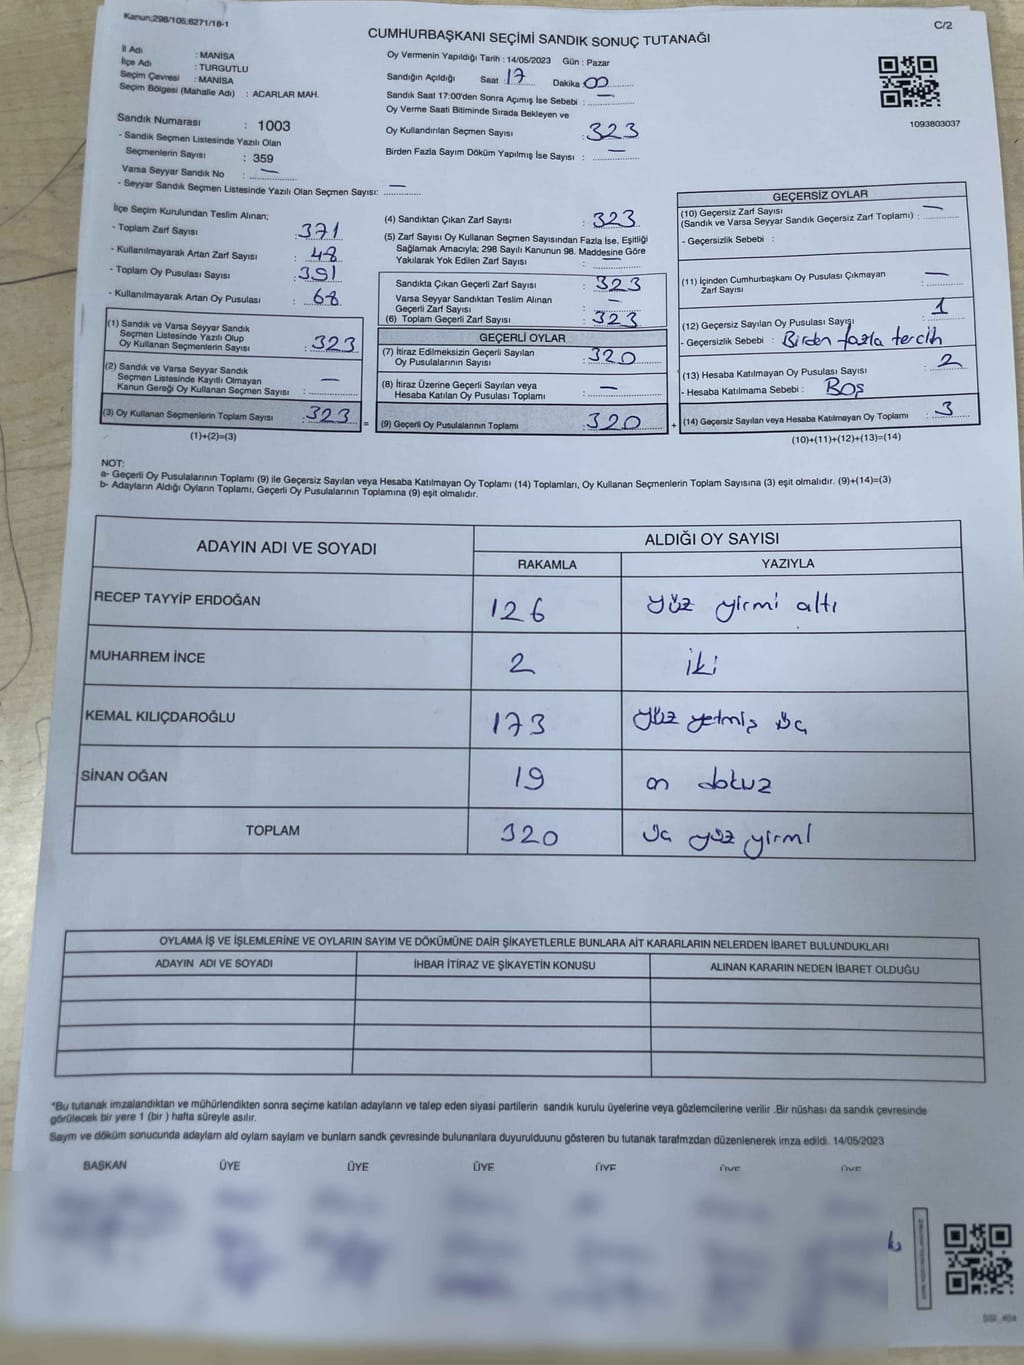 Kanun;298/105;6271/18-1
C/2
CUMHURBAŞKANI SEÇİMİ SANDIK SONUÇ TUTANAĞI
İl Adı : MANİSA
İlçe Adı : TURGUTLU
Seçim Çevresi : MANİSA
Seçim Bölgesi (Mahalle Adı) : ACARLAR MAH.
Oy Vermenin Yapıldığı Tarih : 14/05/2023 Gün : Pazar
Sandığın Açıldığı Saat : 17 Dakika 00
Sandık Saat 17:00'den Sonra Açımış İse Sebebi : —
Oy Verme Saati Bitiminde Sırada Bekleyen ve
Oy Kullandırılan Seçmen Sayısı : 323
Birden Fazla Sayım Döküm Yapılmış İse Sayısı : —
1093803037
Sandık Numarası : 1003
- Sandık Seçmen Listesinde Yazılı Olan
Seçmenlerin Sayısı : 359
Varsa Seyyar Sandık No : —
- Seyyar Sandık Seçmen Listesinde Yazılı Olan Seçmen Sayısı: —
İlçe Seçim Kurulundan Teslim Alınan;
- Toplam Zarf Sayısı : 371
- Kullanılmayarak Artan Zarf Sayısı : 48
- Toplam Oy Pusulası Sayısı : 391
- Kullanılmayarak Artan Oy Pusulası : 68
(1) Sandık ve Varsa Seyyar Sandık
Seçmen Listesinde Yazılı Olup
Oy Kullanan Seçmenlerin Sayısı : 323
(2) Sandık ve Varsa Seyyar Sandık
Seçmen Listesinde Kayıtlı Olmayan
Kanun Gereği Oy Kullanan Seçmen Sayısı : —
(3) Oy Kullanan Seçmenlerin Toplam Sayısı : 323
(1)+(2)=(3)
(4) Sandıktan Çıkan Zarf Sayısı : 323
(5) Zarf Sayısı Oy Kullanan Seçmen Sayısından Fazla İse, Eşitliği
Sağlamak Amacıyla; 298 Sayılı Kanunun 98. Maddesine Göre
Yakılarak Yok Edilen Zarf Sayısı : —
Sandıkta Çıkan Geçerli Zarf Sayısı : 323
Varsa Seyyar Sandıktan Teslim Alınan
Geçerli Zarf Sayısı : —
(6) Toplam Geçerli Zarf Sayısı : 323
GEÇERLİ OYLAR
(7) İtiraz Edilmeksizin Geçerli Sayılan
Oy Pusulalarının Sayısı : 320
(8) İtiraz Üzerine Geçerli Sayılan veya
Hesaba Katılan Oy Pusulası Toplamı : —
= (9) Geçerli Oy Pusulalarının Toplamı : 320 +
GEÇERSİZ OYLAR
(10) Geçersiz Zarf Sayısı
(Sandık ve Varsa Seyyar Sandık Geçersiz Zarf Toplamı) : —
- Geçersizlik Sebebi :
(11) İçinden Cumhurbaşkanı Oy Pusulası Çıkmayan
Zarf Sayısı : —
(12) Geçersiz Sayılan Oy Pusulası Sayışı : 1
- Geçersizlik Sebebi : Birden fazla tercih
(13) Hesaba Katılmayan Oy Pusulası Sayısı : 2
- Hesaba Katılmama Sebebi : Boş
(14) Geçersiz Sayılan veya Hesaba Katılmayan Oy Toplamı : 3
(10)+(11)+(12)+(13)=(14)
NOT:
a- Geçerli Oy Pusulalarının Toplamı (9) ile Geçersiz Sayılan veya Hesaba Katılmayan Oy Toplamı (14) Toplamları, Oy Kullanan Seçmenlerin Toplam Sayısına (3) eşit olmalıdır. (9)+(14)=(3)
b- Adayların Aldığı Oyların Toplamı, Geçerli Oy Pusulalarının Toplamına (9) eşit olmalıdır.
ADAYIN ADI VE SOYADI
ALDIĞI OY SAYISI
RAKAMLA YAZIYLA
RECEP TAYYİP ERDOĞAN 126 yüz yirmi altı
MUHARREM İNCE 2 iki
KEMAL KILIÇDAROĞLU 173 yüz yetmiş üç
SİNAN OĞAN 19 on dokuz
TOPLAM 320 üç yüz yirmi
OYLAMA İŞ VE İŞLEMLERİNE VE OYLARIN SAYIM VE DÖKÜMÜNE DAİR ŞİKAYETLERLE BUNLARA AİT KARARLARIN NELERDEN İBARET BULUNDUKLARI
ADAYIN ADI VE SOYADI İHBAR İTİRAZ VE ŞİKAYETİN KONUSU ALINAN KARARIN NEDEN İBARET OLDUĞU
*Bu tutanak imzalandıktan ve mühürlendikten sonra seçime katılan adayların ve talep eden siyasi partilerin sandık kurulu üyelerine veya gözlemcilerine verilir .Bir nüshası da sandık çevresinde
görülecek bir yere 1 (bir ) hafta süreyle asılır.
Sayım ve döküm sonucunda adayların ald oyların sayları ve bunların sandk çevresinde bulunanlara duyurulduunu gösteren bu tutanak tarafımzdan düzenlenerek imza edildi. 14/05/2023
BAŞKAN ÜYE ÜYE ÜYE ÜYE ÜYE ÜYE